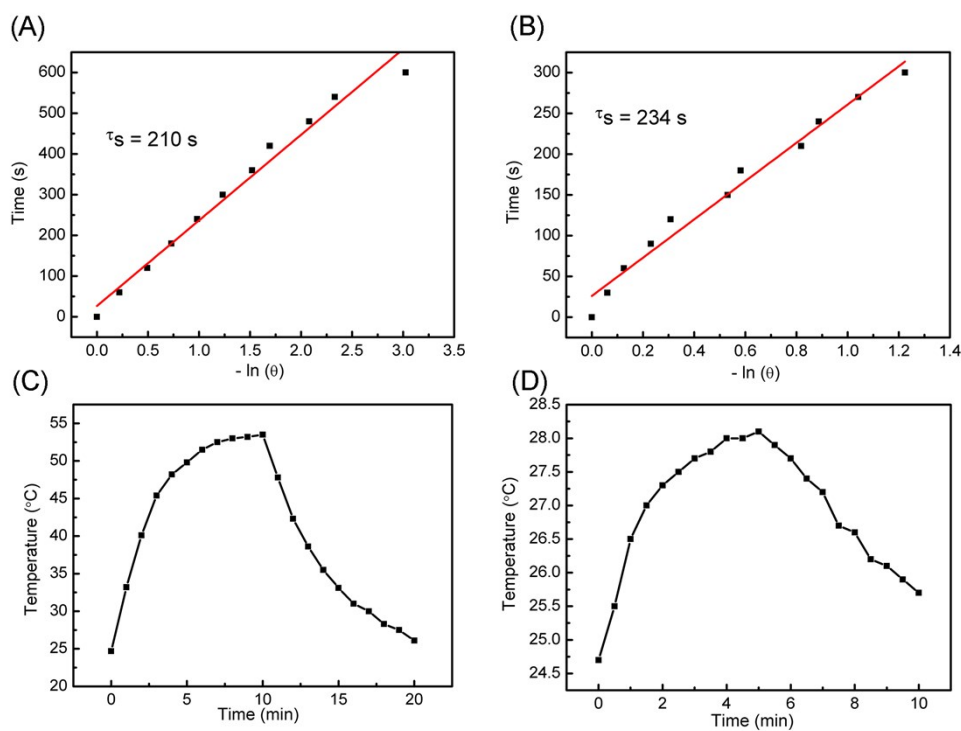 (A)
600
500
400
300
200
100
0
Time (s)
τs = 210 s
0.0 0.5 1.0 1.5 2.0 2.5 3.0 3.5
- ln (θ)
(B)
300
250
200
150
100
50
0
Time (s)
τs = 234 s
0.0 0.2 0.4 0.6 0.8 1.0 1.2 1.4
- ln (θ)
(C)
55
50
45
40
35
30
25
20
Temperature (°C)
0 5 10 15 20
Time (min)
(D)
28.5
28.0
27.5
27.0
26.5
26.0
25.5
25.0
24.5
Temperature (°C)
0 2 4 6 8 10
Time (min)